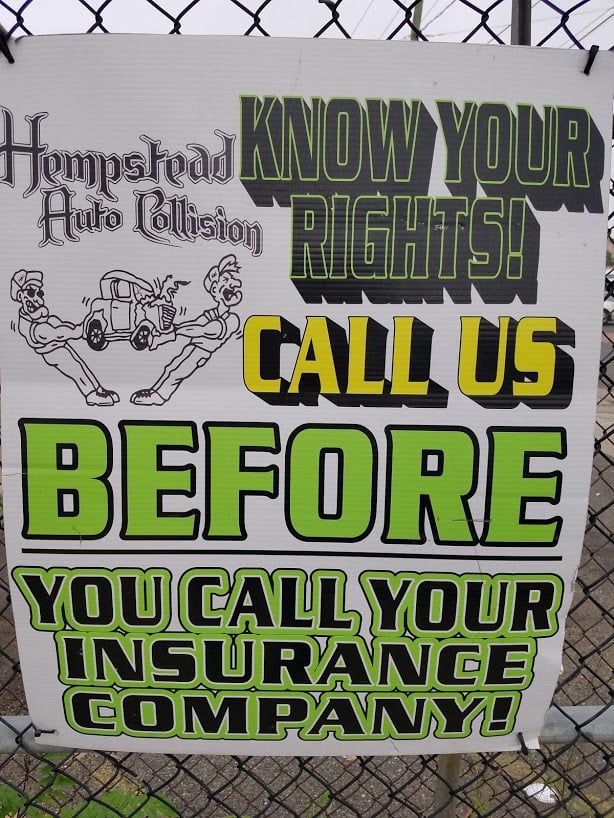 Hempstead
Auto Collision
KNOW YOUR
RIGHTS!
CALL US
BEFORE
YOU CALL YOUR
INSURANCE
COMPANY!